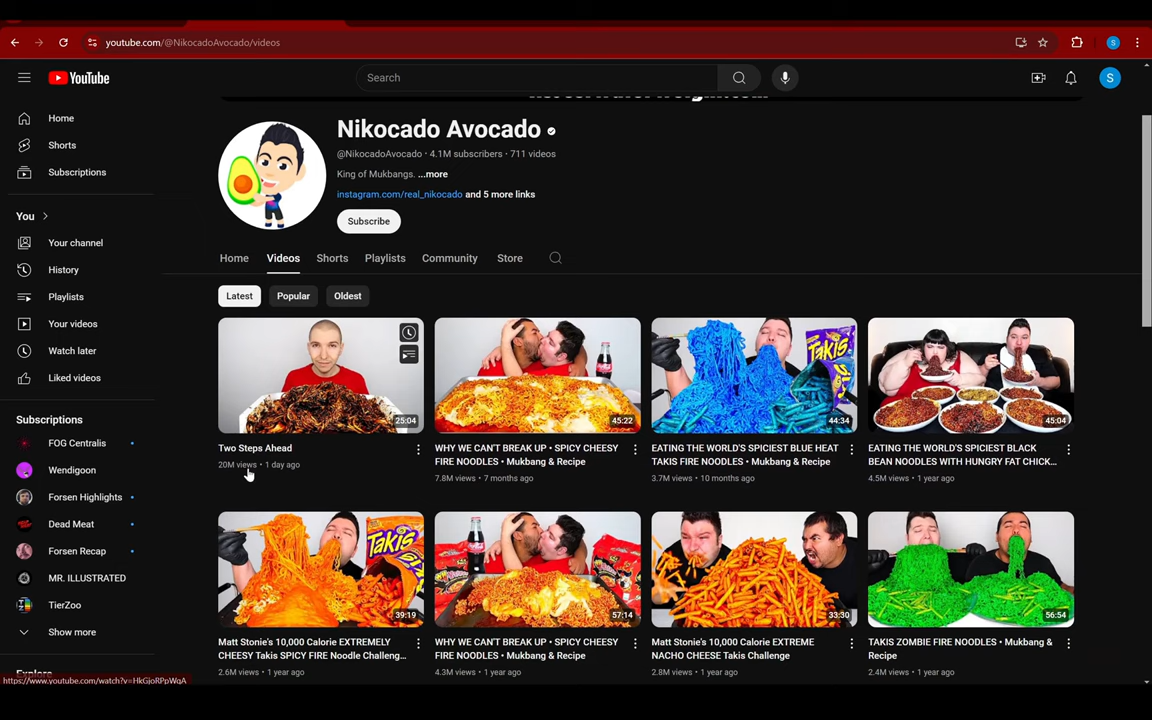 youtube.com/@NikocadoAvocado/videos
S
YouTube
Search
S
Home
Shorts
Subscriptions
You
Your channel
History
Playlists
Your videos
Watch later
Liked videos
Subscriptions
FOG Centralis
Wendigoon
Forsen Highlights
Dead Meat
Forsen Recap
MR. ILLUSTRATED
TierZoo
Show more
Explore
https://www.youtube.com/watch?v=HkGjoRPpWqA
Nikocado Avocado
@NikocadoAvocado • 4.1M subscribers • 711 videos
King of Mukbangs. ...more
instagram.com/real_nikocado and 5 more links
Subscribe
Home Videos Shorts Playlists Community Store
Latest Popular Oldest
25:04
Two Steps Ahead
20M views • 1 day ago
45:22
WHY WE CAN'T BREAK UP • SPICY CHEESY
FIRE NOODLES • Mukbang & Recipe
7.8M views • 7 months ago
TAKIS
44:34
EATING THE WORLD'S SPICIEST BLUE HEAT
TAKIS FIRE NOODLES • Mukbang & Recipe
3.7M views • 10 months ago
45:04
EATING THE WORLD'S SPICIEST BLACK
BEAN NOODLES WITH HUNGRY FAT CHICK...
4.5M views • 1 year ago
TAKIS
39:19
Matt Stonie's 10,000 Calorie EXTREMELY
CHEESY Takis SPICY FIRE Noodle Challeng...
2.6M views • 1 year ago
57:14
WHY WE CAN'T BREAK UP • SPICY CHEESY
FIRE NOODLES • Mukbang & Recipe
4.3M views • 1 year ago
33:30
Matt Stonie's 10,000 Calorie EXTREME
NACHO CHEESE Takis Challenge
2.8M views • 1 year ago
56:54
TAKIS ZOMBIE FIRE NOODLES • Mukbang &
Recipe
2.4M views • 1 year ago